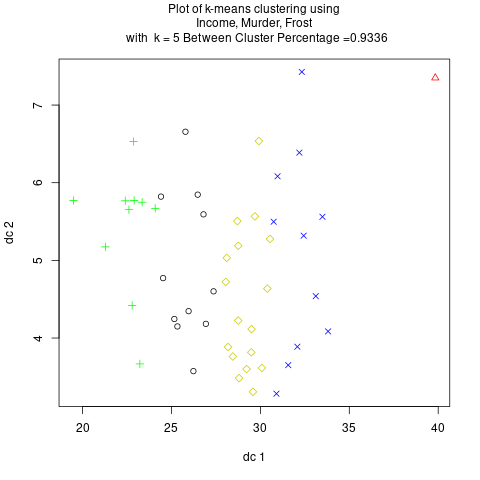 Plot of k-means clustering using
Income, Murder, Frost
with  k = 5 Between Cluster Percentage =0.9336
7
6
5
4
dc 2
20 25 30 35 40
dc 1